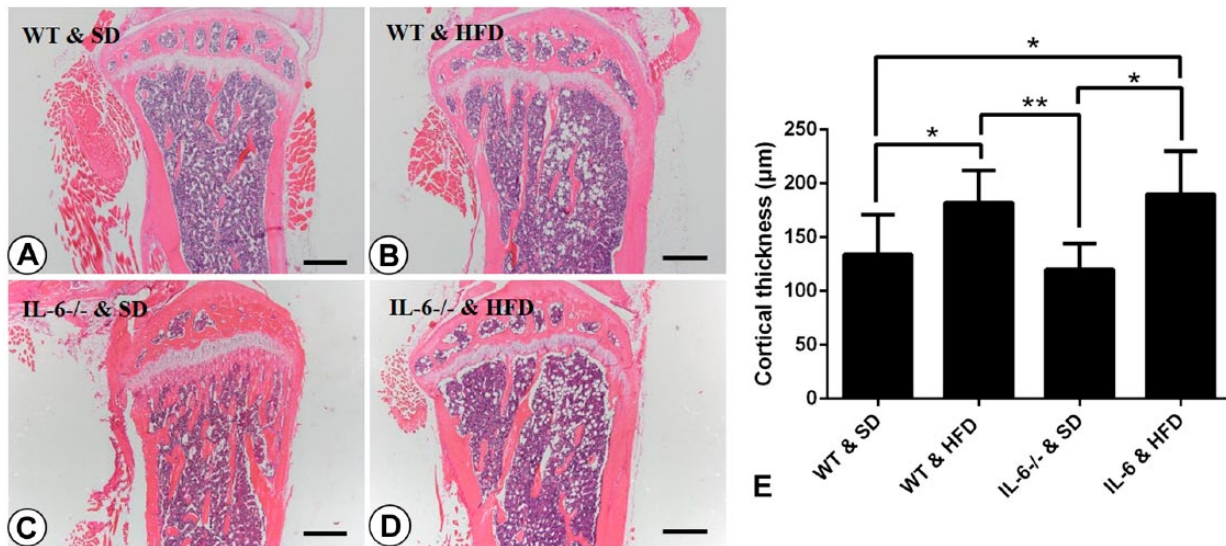 WT & SD
A
WT & HFD
B
IL-6-/- & SD
C
IL-6-/- & HFD
D
*
*
**
*
Cortical thickness (μm)
250
200
150
100
50
0
WT & SD
WT & HFD
IL-6-/- & SD
IL-6 & HFD
E